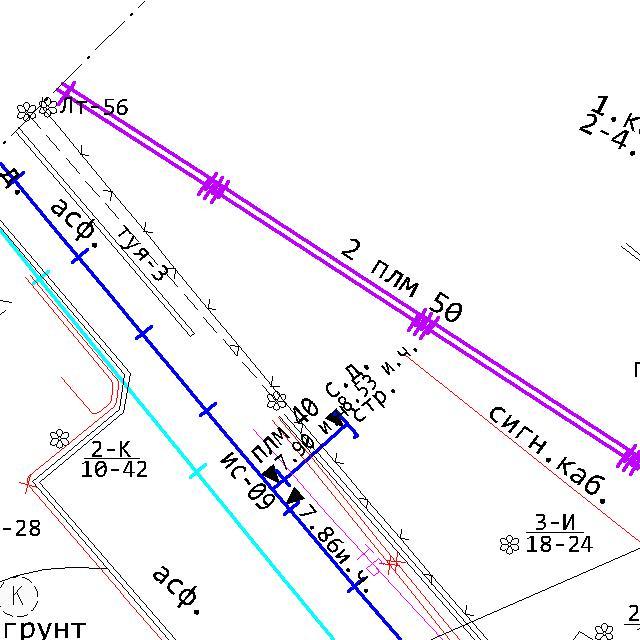 Лт-56
2-4.
д.
асф.
туя-3
2 плм 50
с.д.
8.53 и.ч.
стр.
плм 40
7.90 и
ИС-09
7.86и.ч.
сигн.каб.
2-К
10-42
-28
3-И
18-24
асф.
К
грунт
2